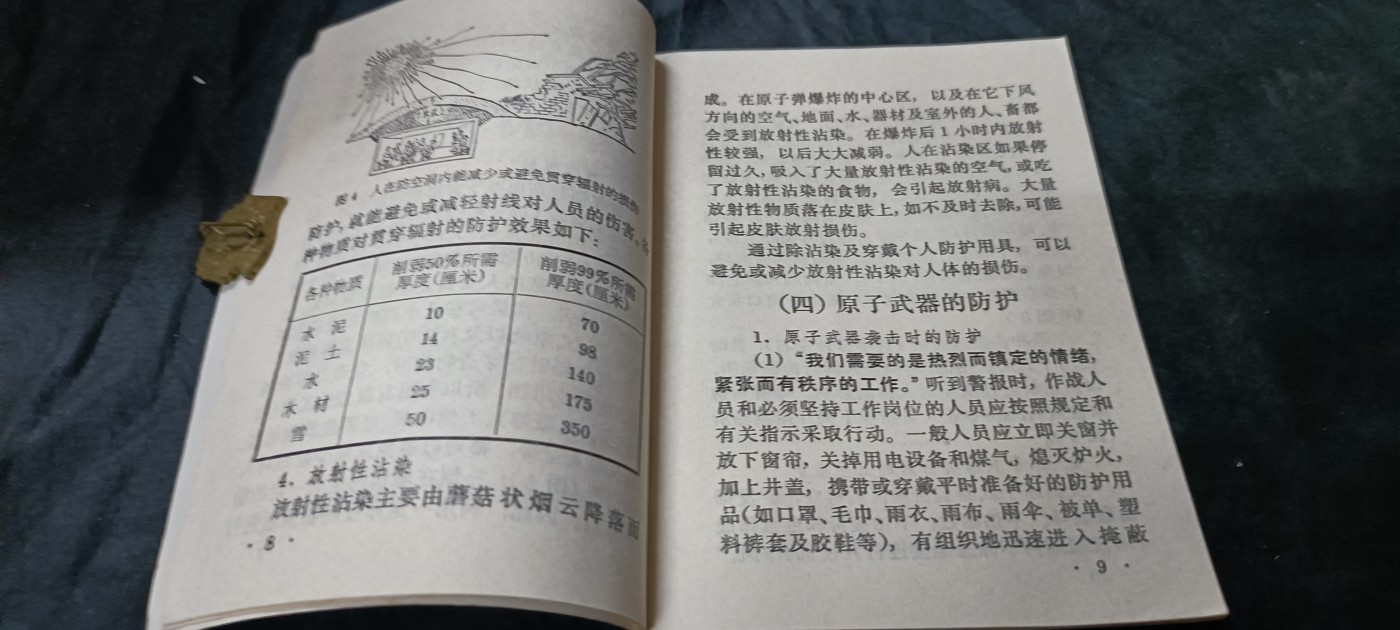 图4 人在防空洞内能减少或避免贯穿辐射的损伤
防护，就能避免或减轻射线对人员的伤害。各
种物质对贯穿辐射的防护效果如下：
各种物质 削弱50%所需厚度(厘米) 削弱99%所需厚度(厘米)
水泥 10 70
泥土 14 98
水 23 140
木材 25 175
雪 50 350
4. 放射性沾染
放射性沾染主要由蘑菇状烟云降落而
· 8 ·
成。在原子弹爆炸的中心区，以及在它下风
方向的空气、地面、水、器材及室外的人、畜都
会受到放射性沾染。在爆炸后1小时内放射
性较强，以后大大减弱。人在沾染区如果停
留过久，吸入了大量放射性沾染的空气，或吃
了放射性沾染的食物，会引起放射病。大量
放射性物质落在皮肤上，如不及时去除，可能
引起皮肤放射损伤。
通过除沾染及穿戴个人防护用具，可以
避免或减少放射性沾染对人体的损伤。
(四) 原子武器的防护
1. 原子武器袭击时的防护
(1)“我们需要的是热烈而镇定的情绪，
紧张而有秩序的工作。”听到警报时，作战人
员和必须坚持工作岗位的人员应按照规定和
有关指示采取行动。一般人员应立即关窗并
放下窗帘，关掉用电设备和煤气，熄灭炉火，
加上井盖，携带或穿戴平时准备好的防护用
品(如口罩、毛巾、雨衣、雨布、雨伞、被单、塑
料裤套及胶鞋等)，有组织地迅速进入掩蔽
· 9 ·